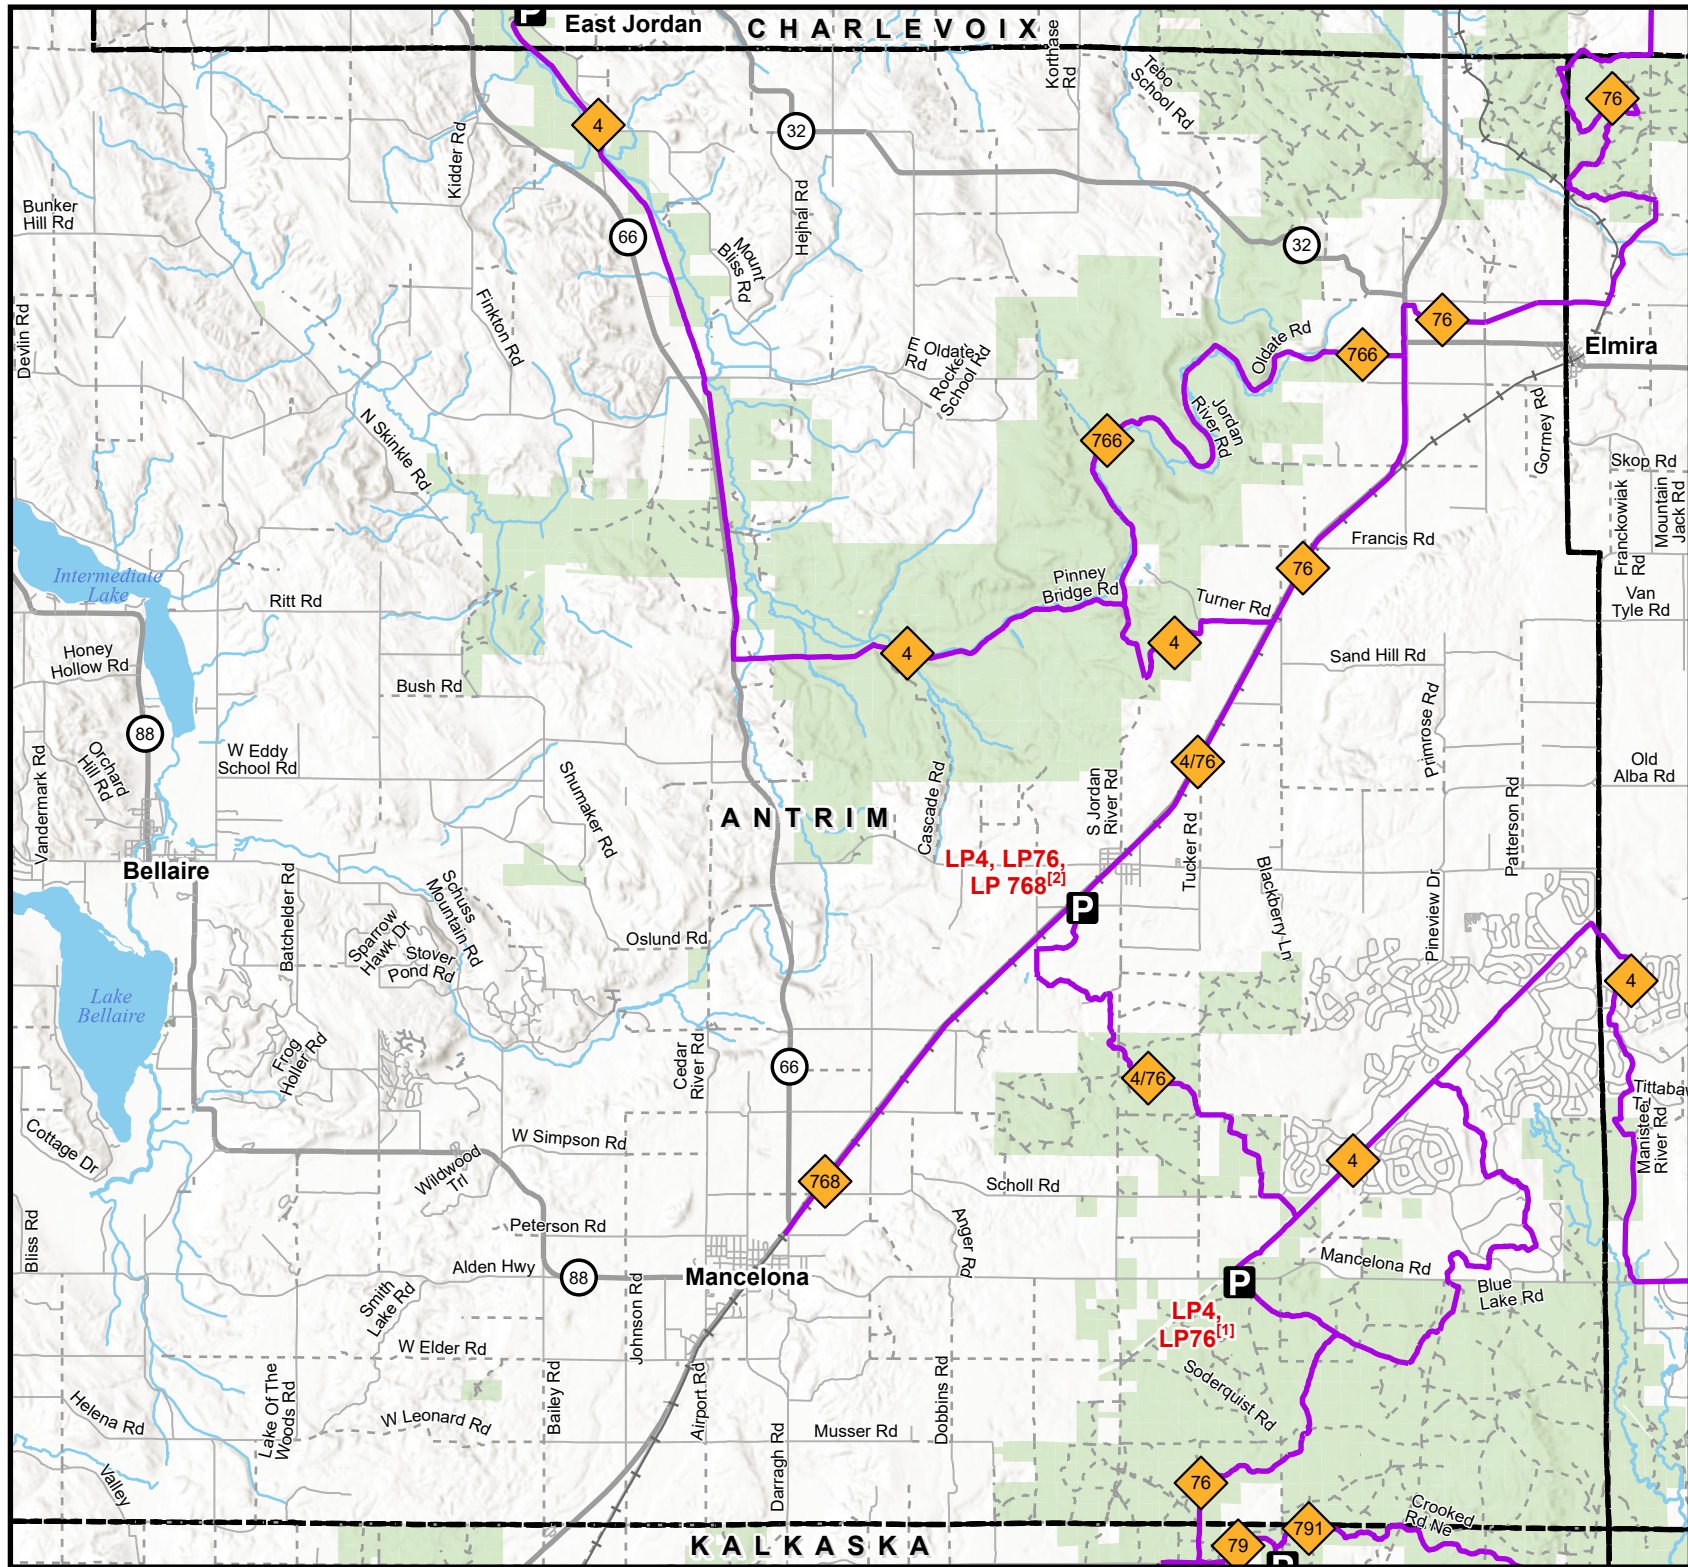 P
East Jordan
CHARLEVOIX
Korthase
Rd
Tebo
School Rd
76
4
32
Kidder Rd
Bunker
Hill Rd
66
Hejhal Rd
Mount
Bliss Rd
32
Devlin Rd
Finkton Rd
76
E Oldate
Rd
Rockery
School Rd
Oldate Rd
766
Elmira
N Skinkle Rd
766
Jordan
River Rd
Gormey Rd
Skop Rd
Franckowiak
Rd
Mountain
Jack Rd
Francis Rd
76
Intermediate
Lake
Ritt Rd
Pinney
Bridge Rd
Turner Rd
Van
Tyle Rd
Honey
Hollow Rd
4
4
Sand Hill Rd
Bush Rd
Primrose Rd
88
Orchard
Hill Rd
W Eddy
School Rd
4/76
Old
Alba Rd
Vandermark Rd
Shumaker Rd
ANTRIM
Cascade Rd
S Jordan
River Rd
Tucker Rd
Patterson Rd
Bellaire
LP4, LP76,
LP 768[2]
P
Blackberry Ln
Pineview Dr
Batchelder Rd
Schuss
Mountain Rd
Sparrow
Hawk Dr
Stover
Pond Rd
Oslund Rd
4
Lake
Bellaire
Frog
Holler Rd
Cedar
River Rd
66
4/76
Tittabaw
Manistee
River Rd
Cottage Dr
W Simpson Rd
4
Wildwood
Trl
768
Scholl Rd
Bliss Rd
Peterson Rd
Anger Rd
Alden Hwy
88
Mancelona
P
Mancelona Rd
Blue
Lake Rd
Smith
Lake Rd
Johnson Rd
LP4,
LP76[1]
W Elder Rd
Airport Rd
Dobbins Rd
Soderquist Rd
Helena Rd
Lake Of The
Woods Rd
W Leonard Rd
Bailey Rd
Musser Rd
Darragh Rd
Valley
76
Crooked
Rd Ne
791
79
KALKASKA
P